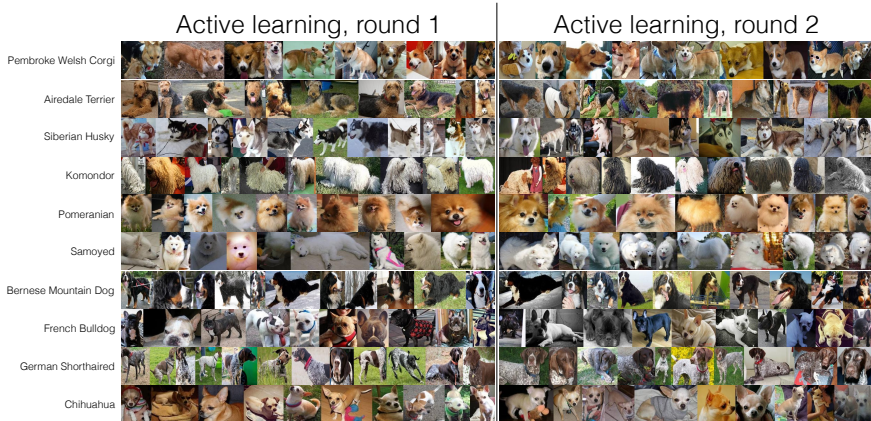 Active learning, round 1
Active learning, round 2
Pembroke Welsh Corgi
Airedale Terrier
Siberian Husky
Komondor
Pomeranian
Samoyed
Bernese Mountain Dog
French Bulldog
German Shorthaired
Chihuahua